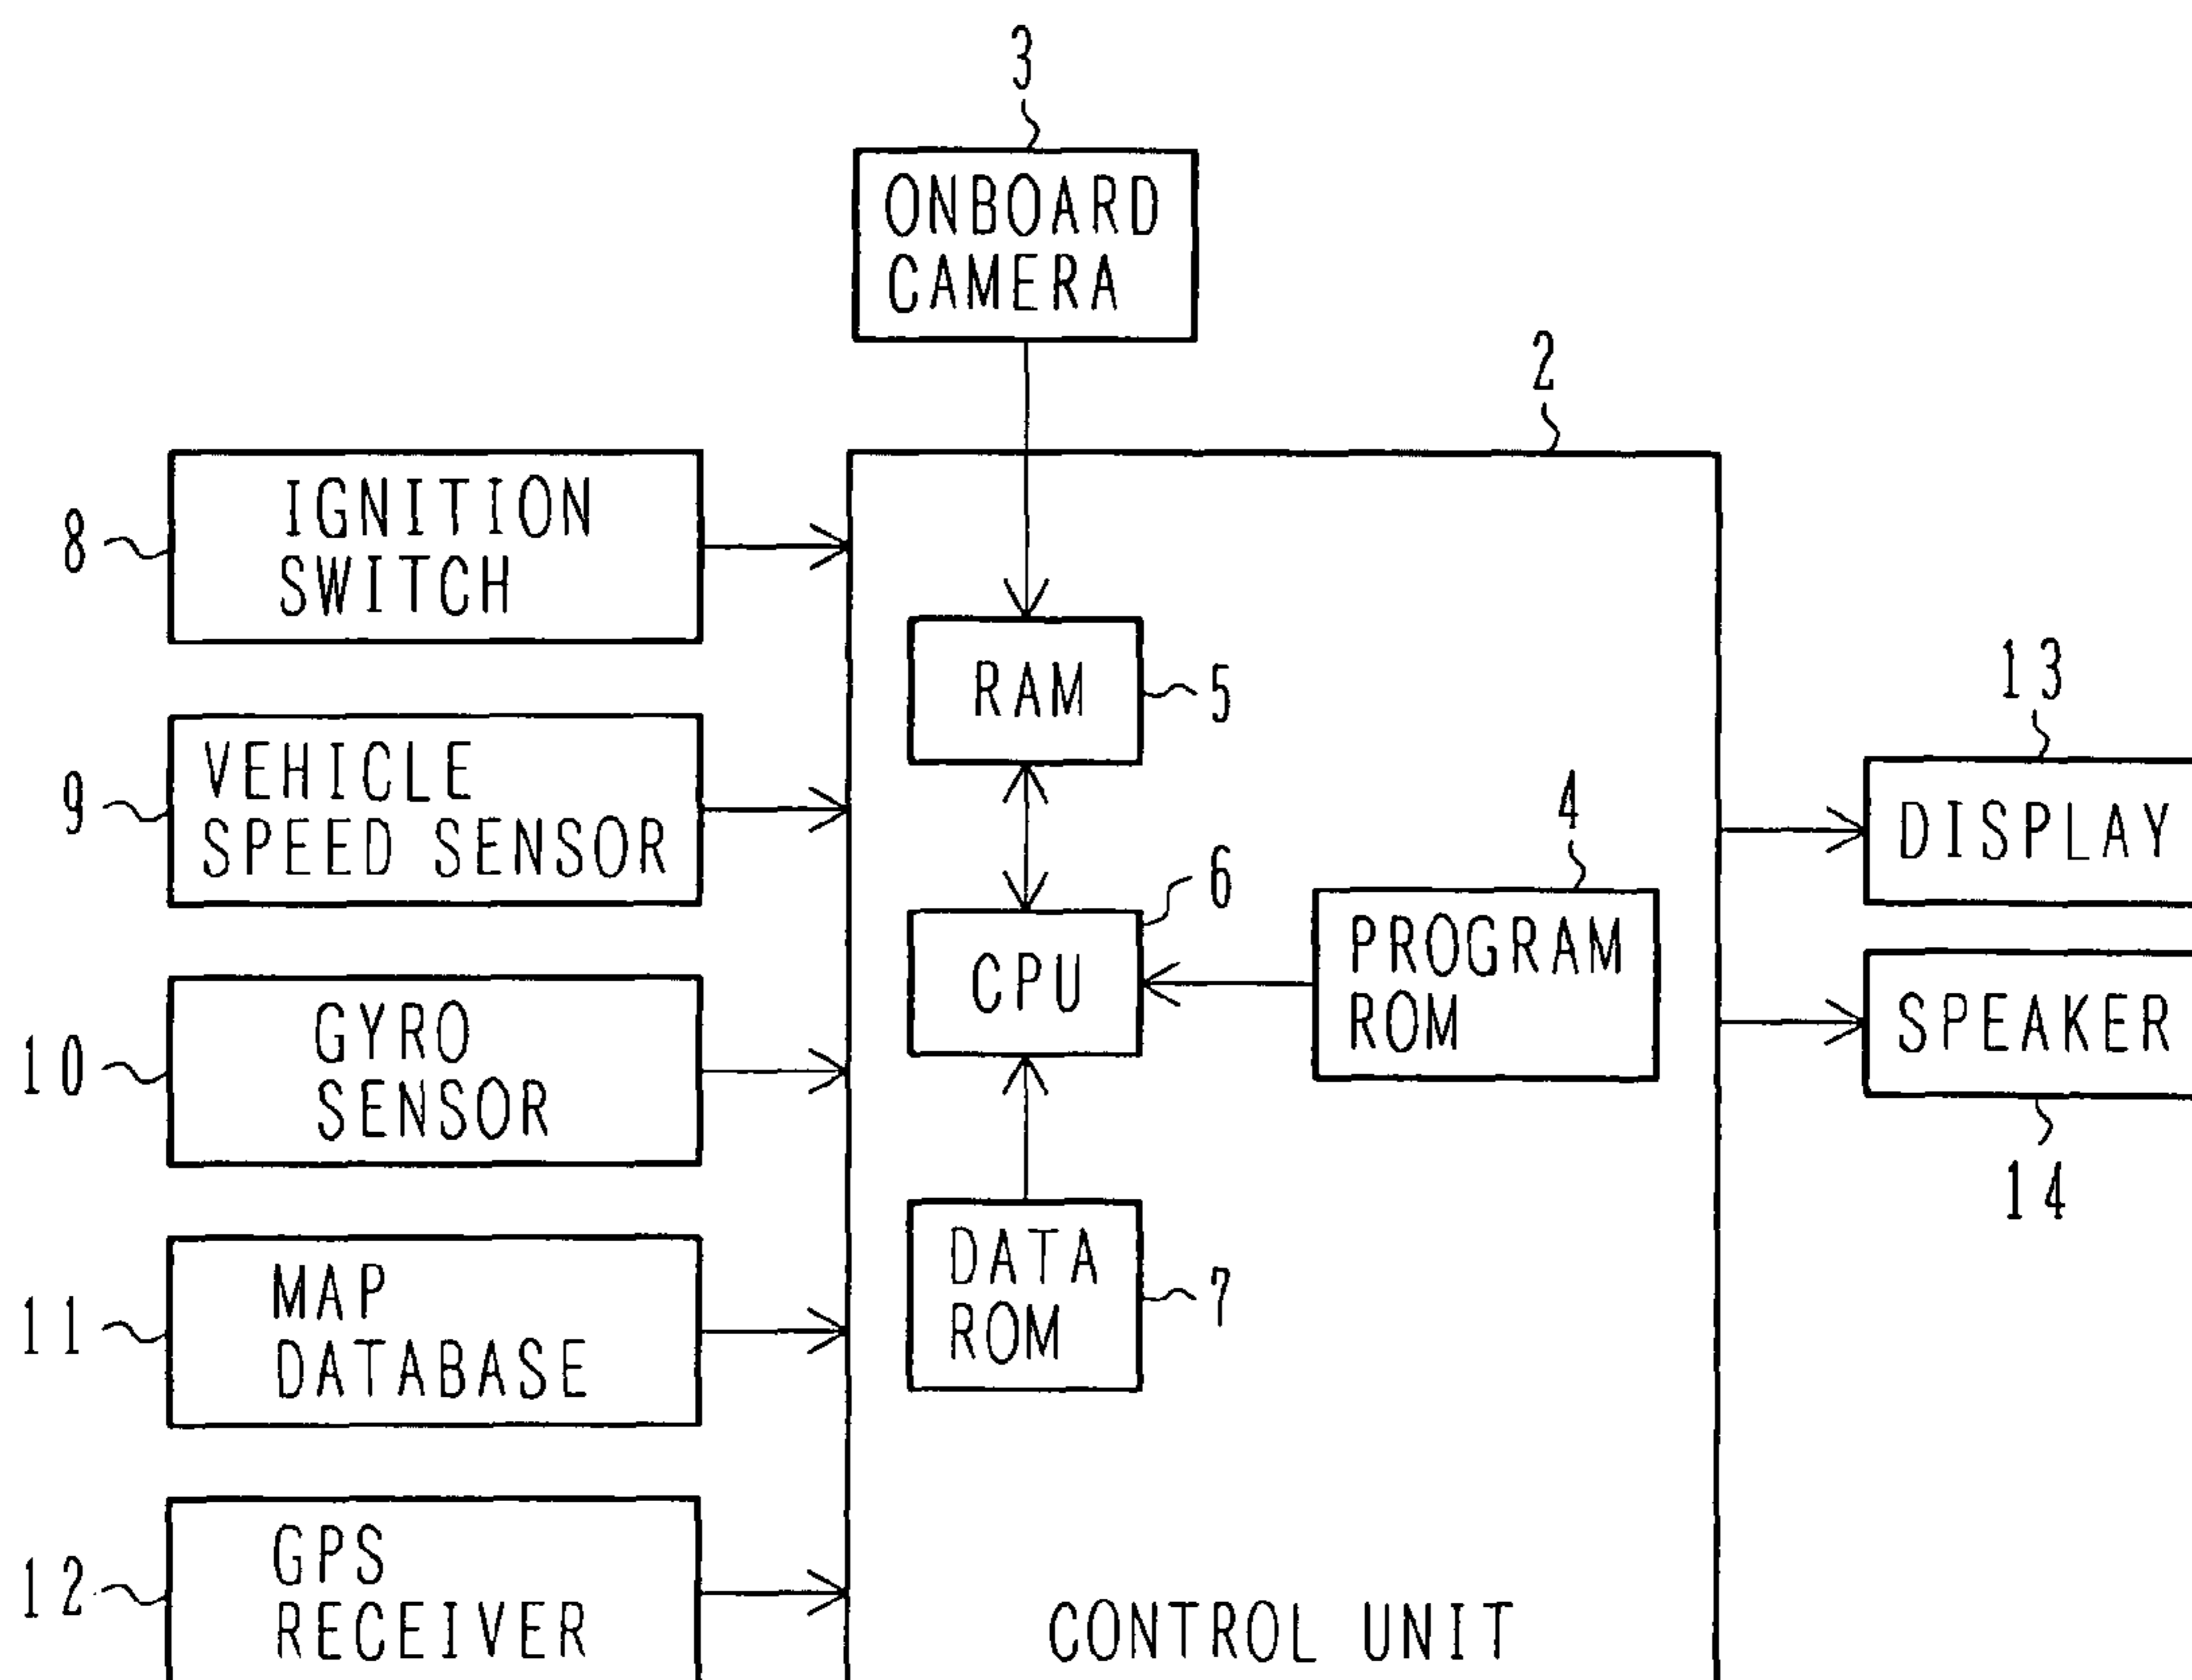 3
ONBOARD
CAMERA
2
8
IGNITION
SWITCH
RAM
5
9
VEHICLE
SPEED SENSOR
13
DISPLAY
4
6
CPU
PROGRAM
ROM
SPEAKER
14
10
GYRO
SENSOR
DATA
ROM
7
11
MAP
DATABASE
12
GPS
RECEIVER
CONTROL UNIT